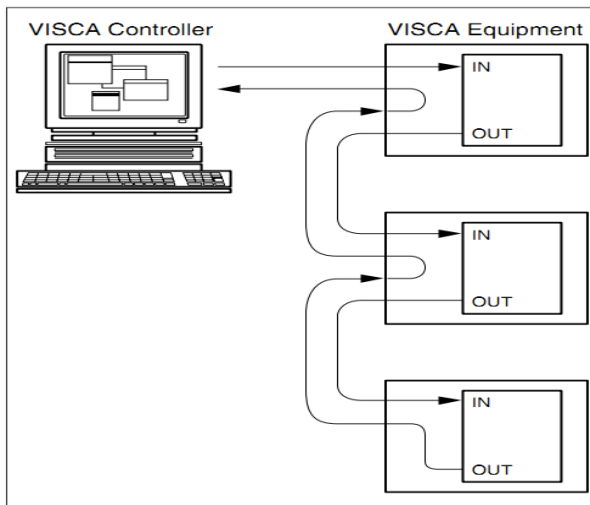 VISCA Controller
VISCA Equipment
IN
OUT
IN
OUT
IN
OUT